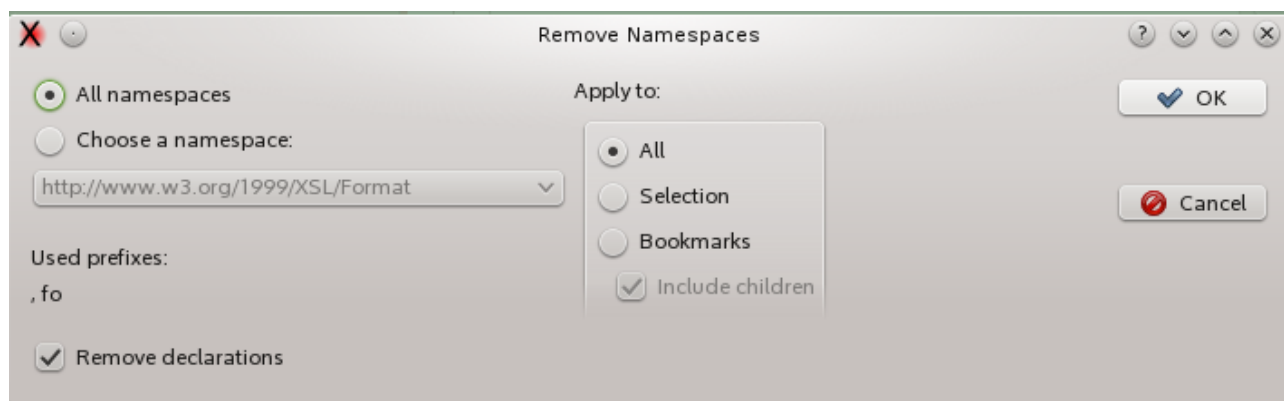 Remove Namespaces
All namespaces
Choose a namespace:
http://www.w3.org/1999/XSL/Format
Used prefixes:
, fo
Remove declarations
Apply to:
All
Selection
Bookmarks
Include children
OK
Cancel